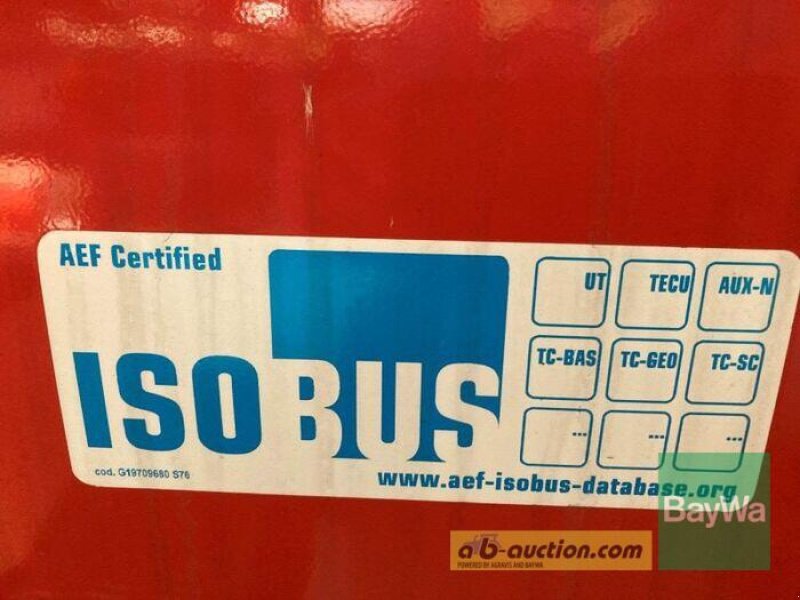 AEF Certified
ISOBUS
UT
TECU
AUX-N
TC-BAS
TC-GEO
TC-SC
...
...
...
cod. G19709680 S76
www.aef-isobus-database.org
BayWa
ab-auction.com
POWERED BY AGRAVIS AND BAYWA